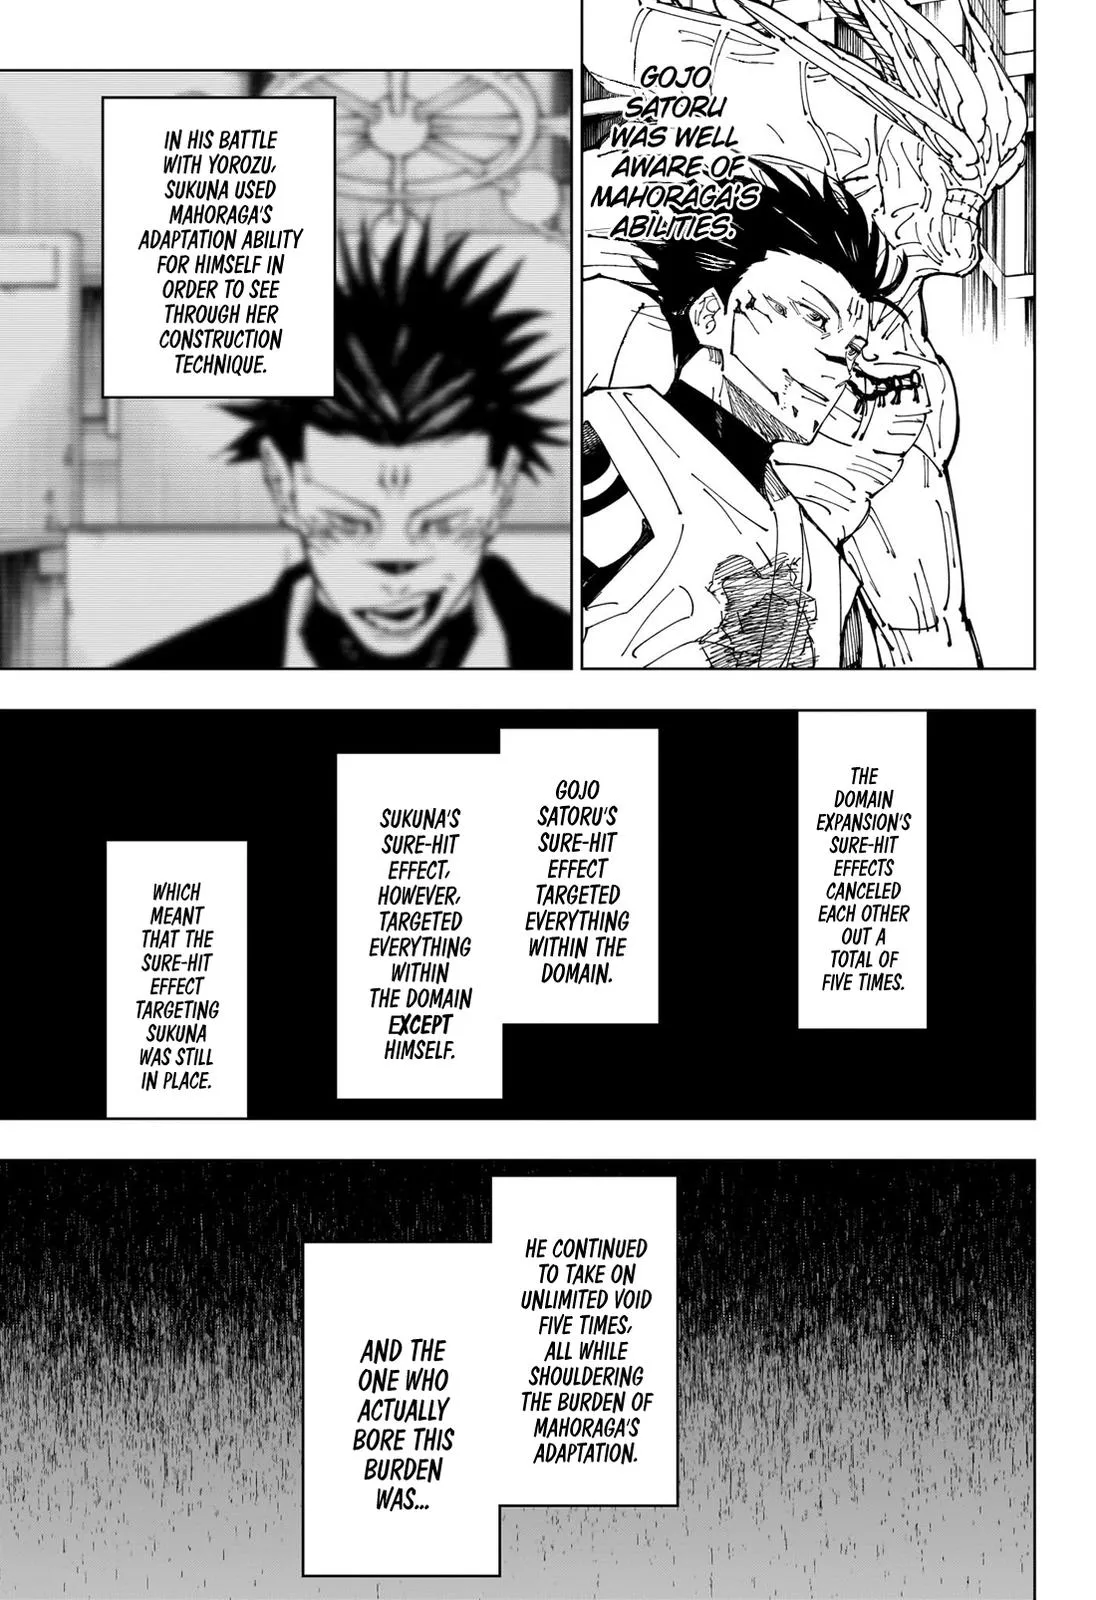 GOJO
SATORU
WAS WELL
AWARE OF
MAHORAGA'S
ABILITIES.
IN HIS BATTLE
WITH YOROZU,
SUKUNA USED
MAHORAGA'S
ADAPTATION ABILITY
FOR HIMSELF IN
ORDER TO SEE
THROUGH HER
CONSTRUCTION
TECHNIQUE.
THE
DOMAIN
EXPANSION'S
SURE-HIT
EFFECTS
CANCELED
EACH OTHER
OUT A
TOTAL OF
FIVE TIMES.
GOJO
SATORU'S
SURE-HIT
EFFECT
TARGETED
EVERYTHING
WITHIN THE
DOMAIN.
SUKUNA'S
SURE-HIT
EFFECT,
HOWEVER,
TARGETED
EVERYTHING
WITHIN
THE DOMAIN
EXCEPT
HIMSELF.
WHICH
MEANT
THAT THE
SURE-HIT
EFFECT
TARGETING
SUKUNA
WAS STILL
IN PLACE.
HE CONTINUED
TO TAKE ON
UNLIMITED VOID
FIVE TIMES,
ALL WHILE
SHOULDERING
THE BURDEN OF
MAHORAGA'S
ADAPTATION.
AND THE
ONE WHO
ACTUALLY
BORE THIS
BURDEN
WAS...